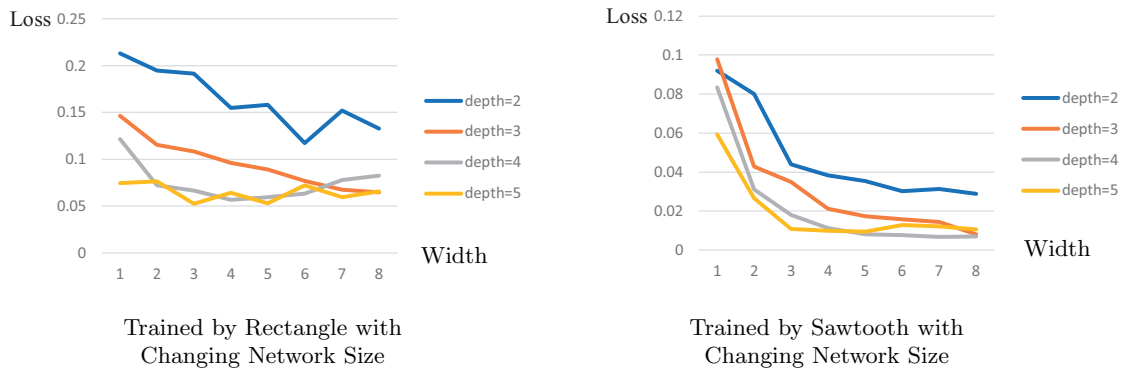 Loss
0.25
0.2
0.15
0.1
0.05
0
1 2 3 4 5 6 7 8
Width
depth=2
depth=3
depth=4
depth=5
Trained by Rectangle with
Changing Network Size
Loss
0.12
0.1
0.08
0.06
0.04
0.02
0
1 2 3 4 5 6 7 8
Width
depth=2
depth=3
depth=4
depth=5
Trained by Sawtooth with
Changing Network Size